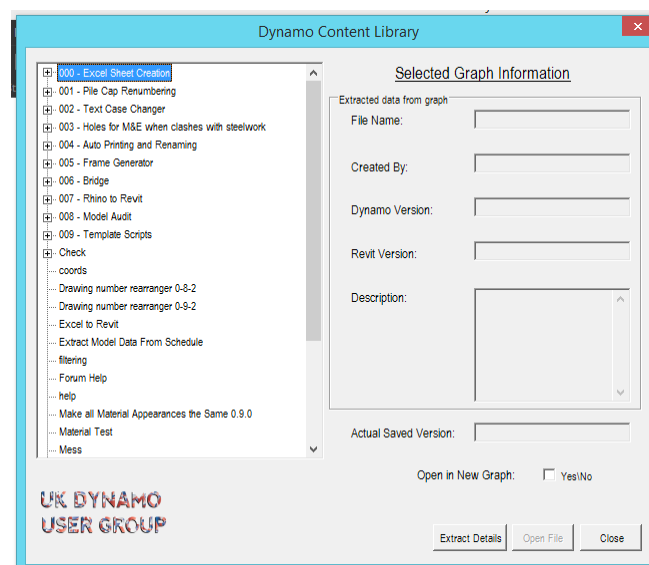 Dynamo Content Library
000 - Excel Sheet Creation
001 - Pile Cap Renumbering
002 - Text Case Changer
003 - Holes for M&E when clashes with steelwork
004 - Auto Printing and Renaming
005 - Frame Generator
006 - Bridge
007 - Rhino to Revit
008 - Model Audit
009 - Template Scripts
Check
coords
Drawing number rearranger 0-8-2
Drawing number rearranger 0-9-2
Excel to Revit
Extract Model Data From Schedule
filtering
Forum Help
help
Make all Material Appearances the Same 0.9.0
Material Test
Mess
UK DYNAMO
USER GROUP
Selected Graph Information
Extracted data from graph
File Name:
Created By:
Dynamo Version:
Revit Version:
Description:
Actual Saved Version:
Open in New Graph:
Yes\No
Extract Details
Open File
Close